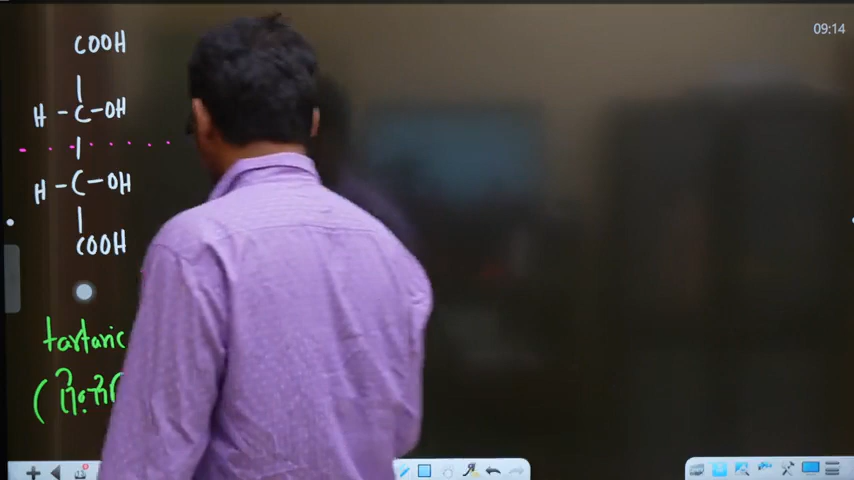 09:14
COOH
H - C - OH
H - C - OH
COOH
tartaric